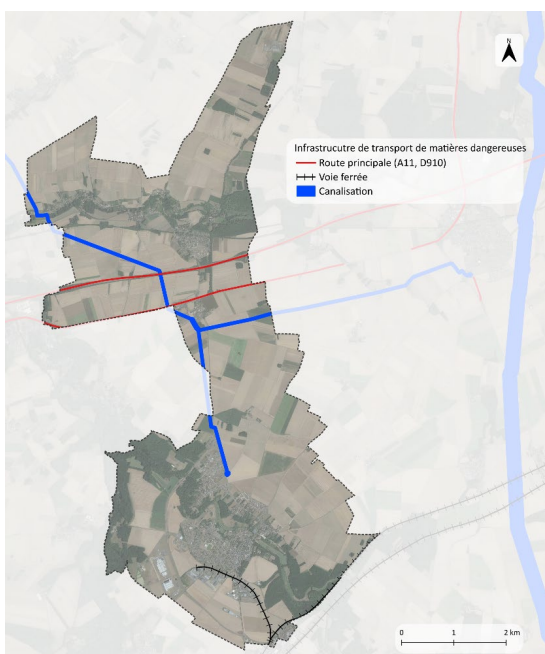 N
Infrastrucutre de transport de matières dangereuses
Route principale (A11, D910)
Voie ferrée
Canalisation
0 1 2 km